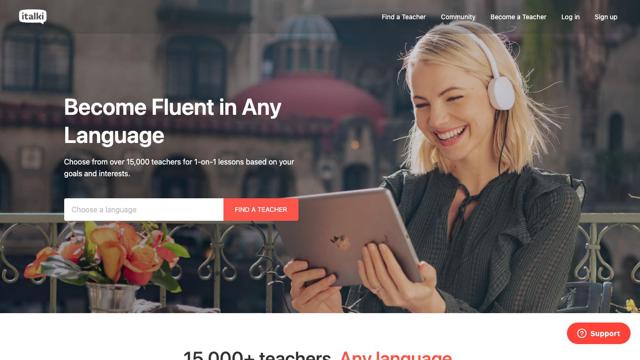 italki
Find a Teacher
Community
Become a Teacher
Log in
Sign up
Become Fluent in Any
Language
Choose from over 15,000 teachers for 1-on-1 lessons based on your
goals and interests.
Choose a language
FIND A TEACHER
Support
15,000+ teachers. Any language.